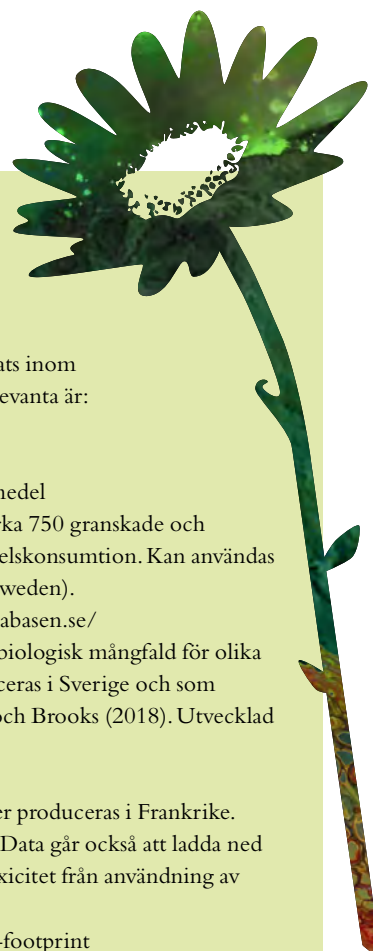 ats inom
evanta är:
medel
rka 750 granskade och
elskonsumtion. Kan användas
weden).
abasen.se/
biologisk mångfald för olika
ceras i Sverige och som
och Brooks (2018). Utvecklad
er produceras i Frankrike.
Data går också att ladda ned
xicitet från användning av
-footprint